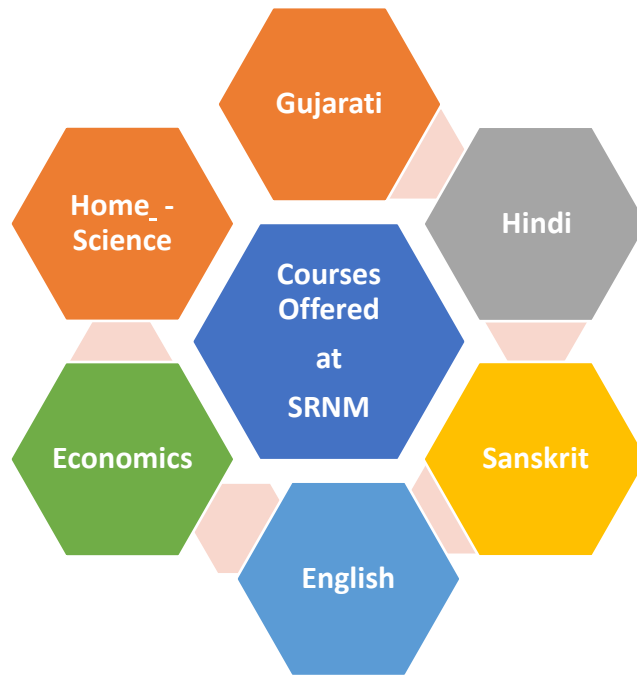 Gujarati
Hindi
Sanskrit
English
Economics
Home_ -
Science
Courses
Offered
at
SRNM